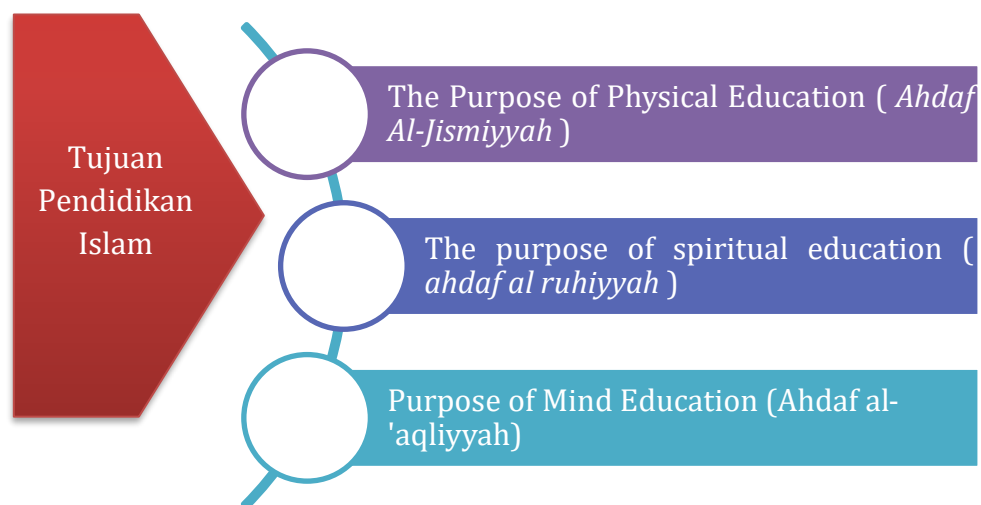 Tujuan
Pendidikan
Islam
The Purpose of Physical Education ( Ahdaf
Al-Jismiyyah )
The purpose of spiritual education (
ahdaf al ruhiyyah )
Purpose of Mind Education (Ahdaf al-
'aqliyyah)